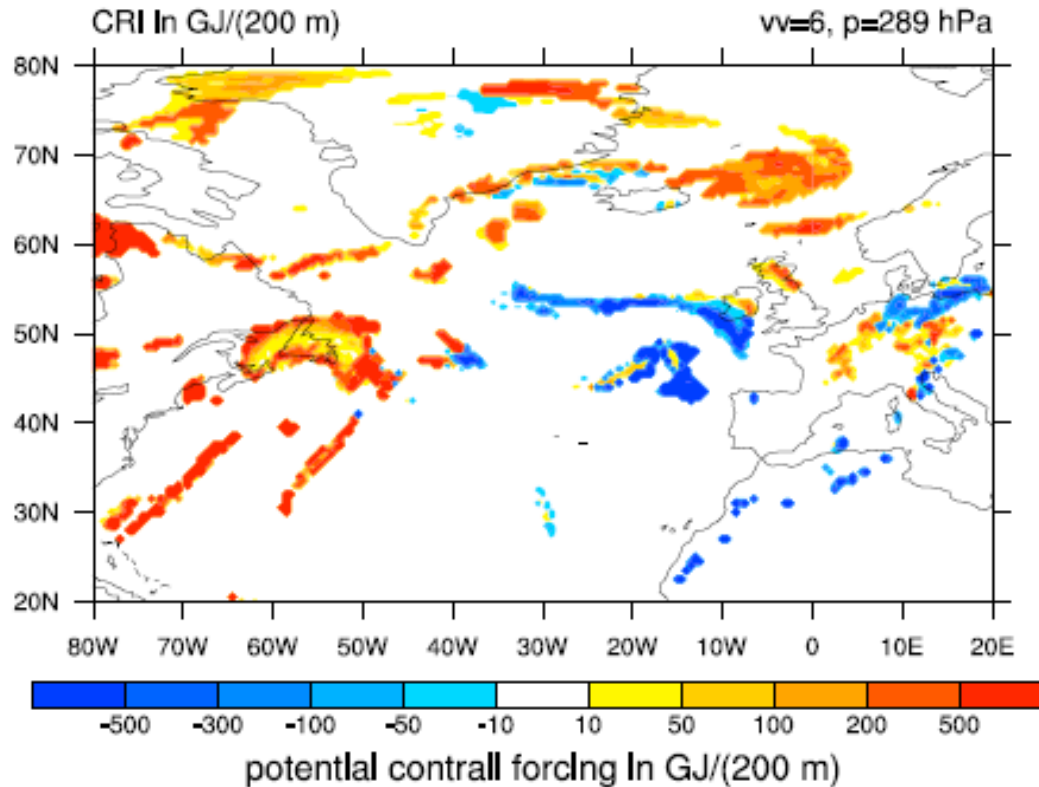 CRI in GJ/(200 m) vv=6, p=289 hPa
80N
70N
60N
50N
40N
30N
20N
80W 70W 60W 50W 40W 30W 20W 10W 0 10E 20E
-500 -300 -100 -50 -10 10 50 100 200 500
potential contrail forcing in GJ/(200 m)